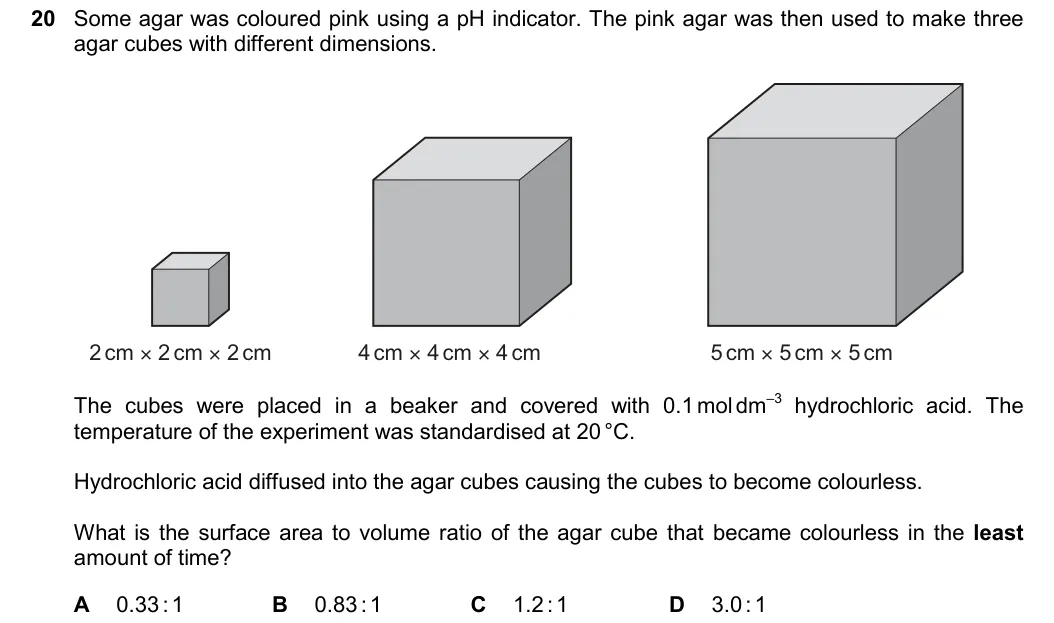 20 Some agar was coloured pink using a pH indicator. The pink agar was then used to make three
agar cubes with different dimensions.
2 cm × 2 cm × 2 cm 4 cm × 4 cm × 4 cm 5 cm × 5 cm × 5 cm
The cubes were placed in a beaker and covered with 0.1 mol dm⁻³ hydrochloric acid. The
temperature of the experiment was standardised at 20 °C.
Hydrochloric acid diffused into the agar cubes causing the cubes to become colourless.
What is the surface area to volume ratio of the agar cube that became colourless in the least
amount of time?
A 0.33 : 1 B 0.83 : 1 C 1.2 : 1 D 3.0 : 1